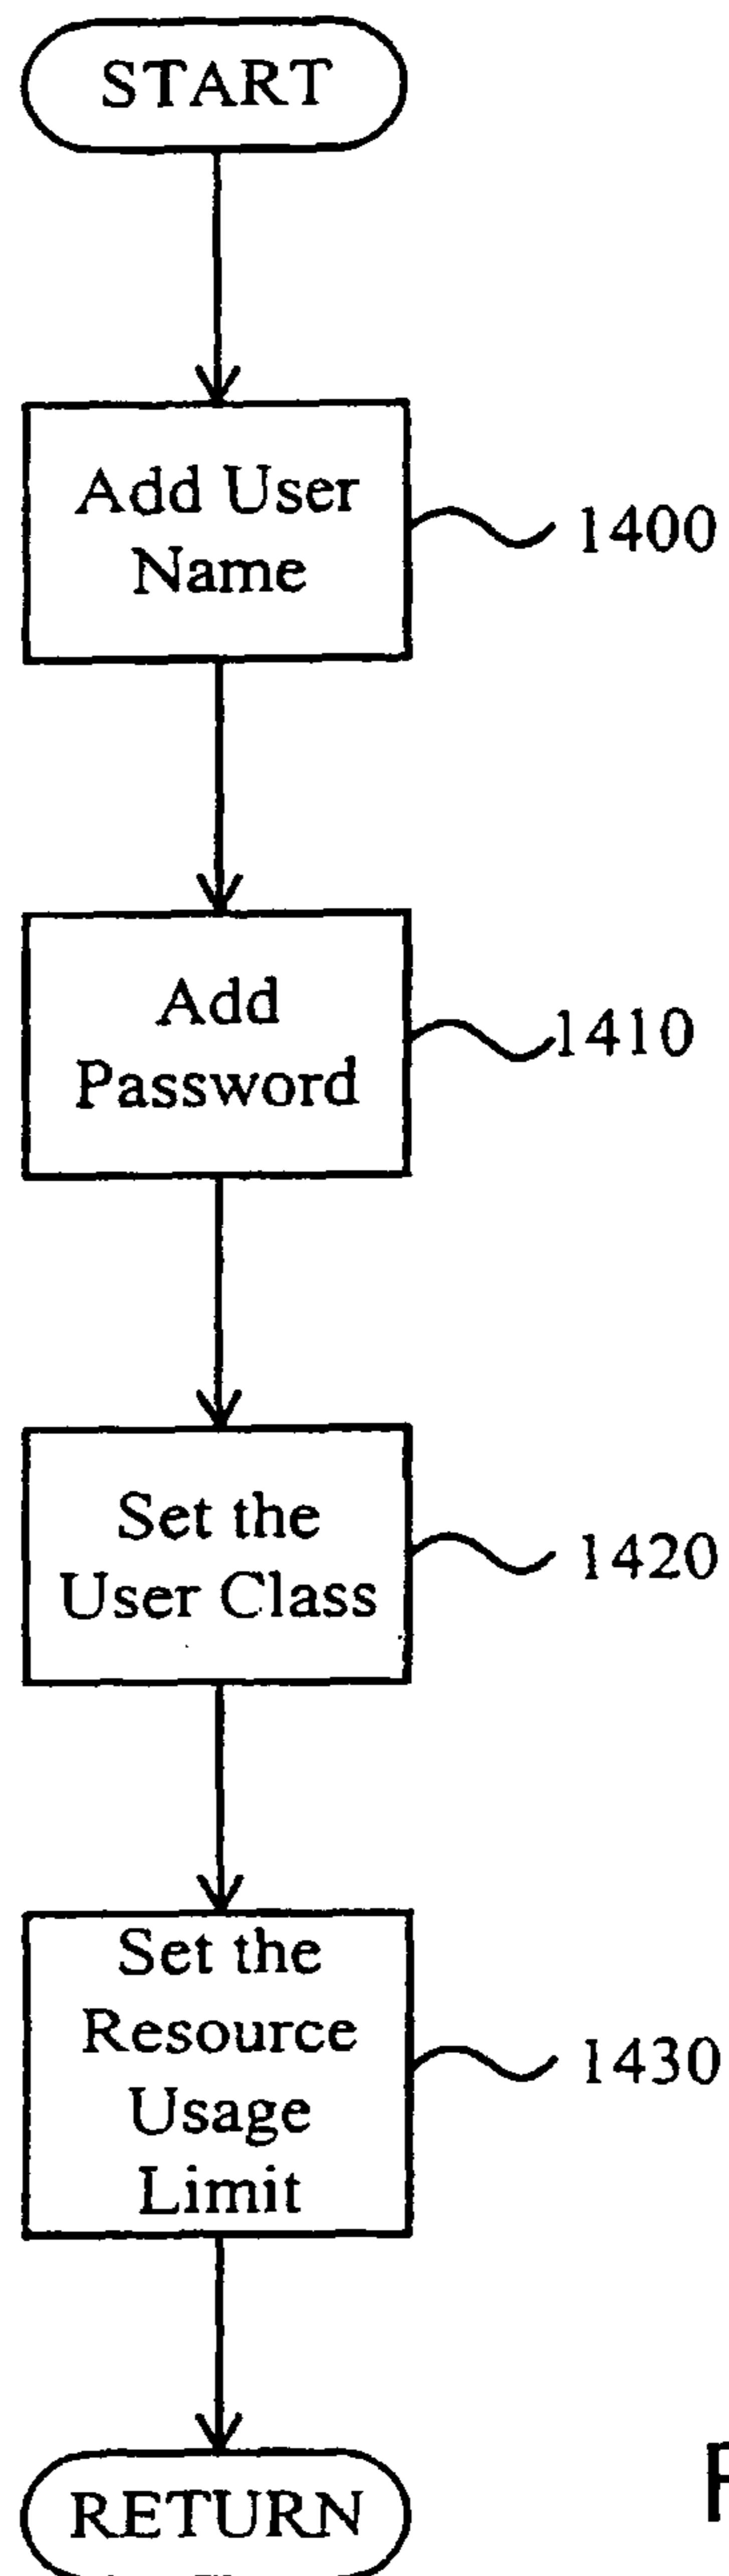 START
Add User
Name
1400
Add
Password
1410
Set the
User Class
1420
Set the
Resource
Usage
Limit
1430
RETURN
F